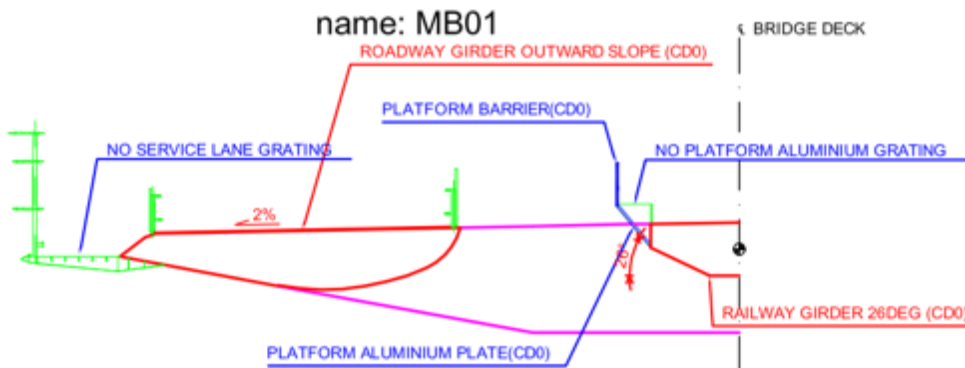 name: MB01
℄ BRIDGE DECK
ROADWAY GIRDER OUTWARD SLOPE (CD0)
PLATFORM BARRIER(CD0)
NO SERVICE LANE GRATING
NO PLATFORM ALUMINIUM GRATING
2%
26°
RAILWAY GIRDER 26DEG (CD0)
PLATFORM ALUMINIUM PLATE(CD0)